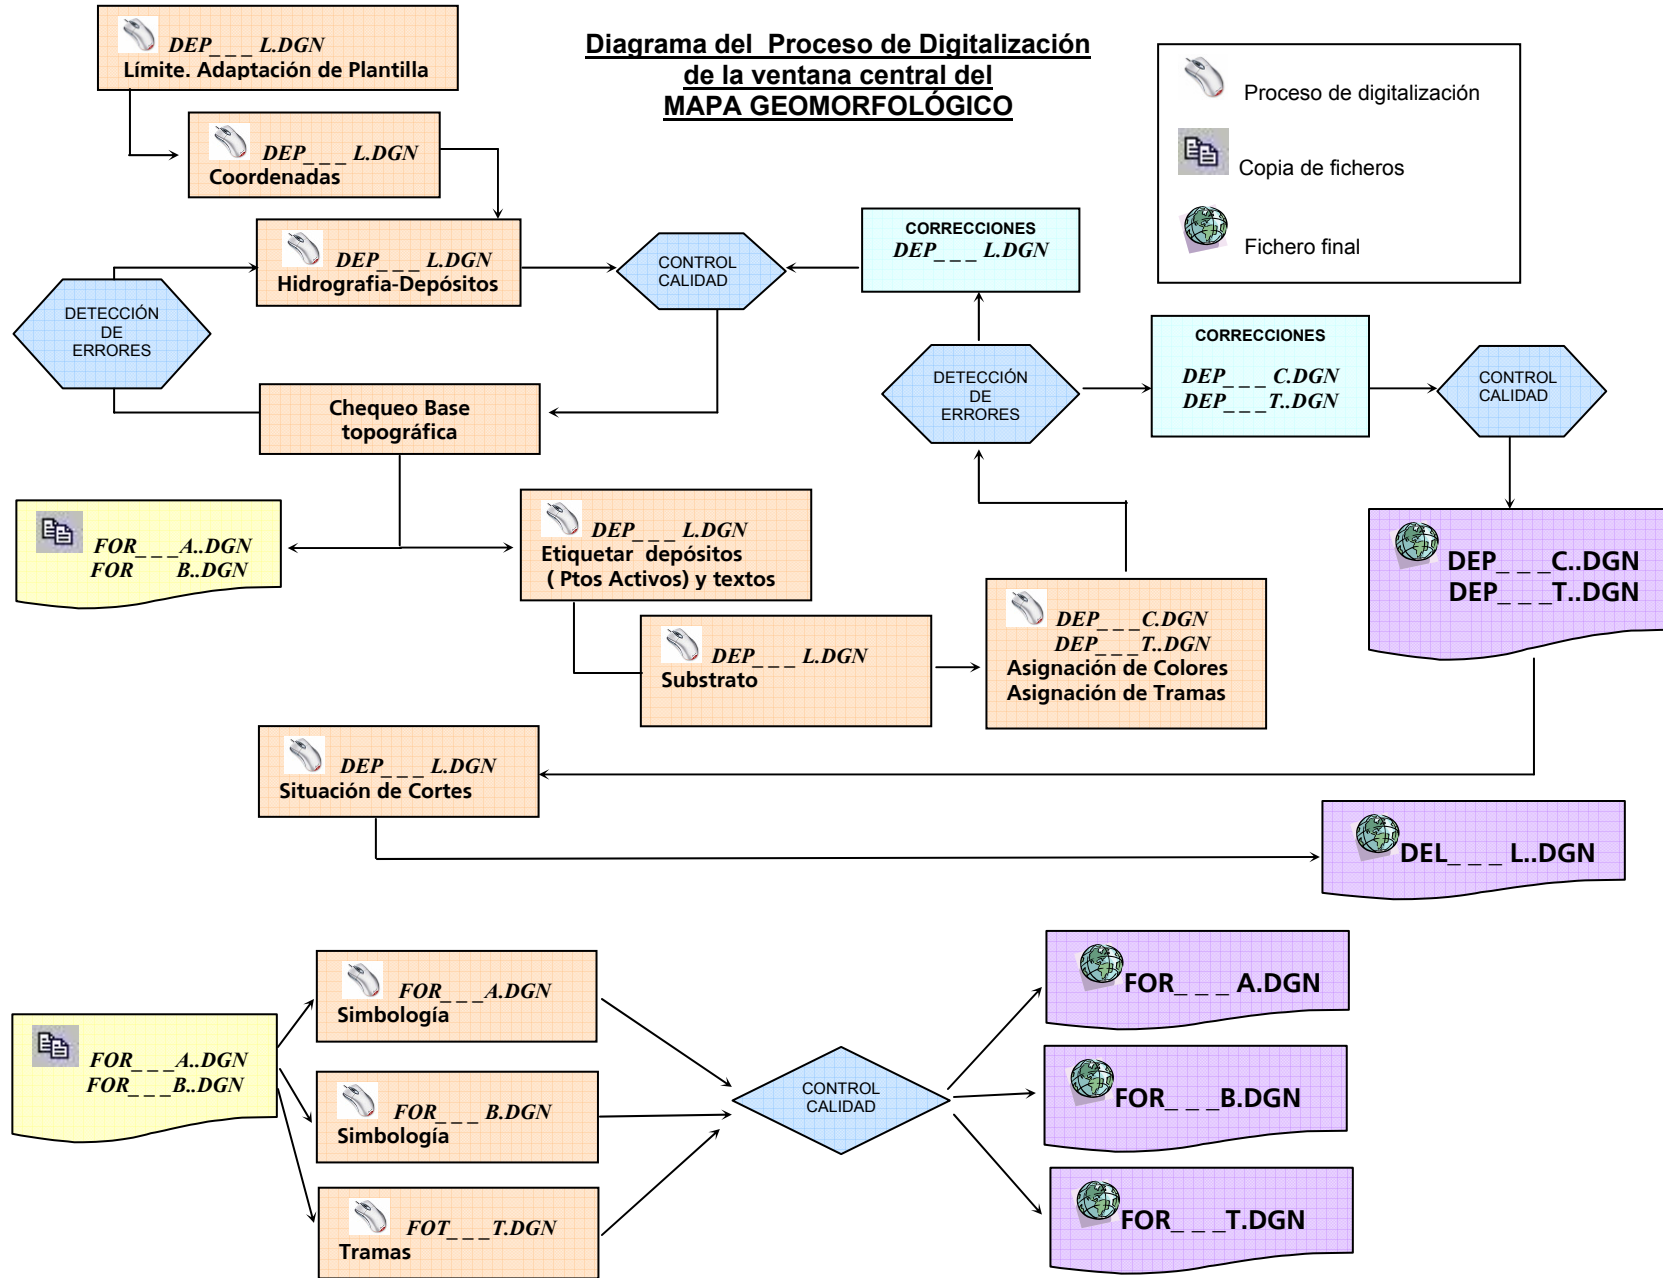 DEP_ _ _ L.DGN
Límite. Adaptación de Plantilla
Diagrama del Proceso de Digitalización
de la ventana central del
MAPA GEOMORFOLÓGICO
Proceso de digitalización
Copia de ficheros
Fichero final
DEP_ _ _ L.DGN
Coordenadas
DEP_ _ _ L.DGN
Hidrografia-Depósitos
CONTROL
CALIDAD
CORRECCIONES
DEP_ _ _ L.DGN
DETECCIÓN
DE
ERRORES
DETECCIÓN
DE
ERRORES
CORRECCIONES
DEP_ _ _ C.DGN
DEP_ _ _T..DGN
CONTROL
CALIDAD
Chequeo Base
topográfica
FOR_ _ _A..DGN
FOR B..DGN
DEP_ _ _ L.DGN
Etiquetar depósitos
( Ptos Activos) y textos
DEP_ _ _C..DGN
DEP_ _ _T..DGN
DEP_ _ _ L.DGN
Substrato
DEP_ _ _C.DGN
DEP_ _ _T..DGN
Asignación de Colores
Asignación de Tramas
DEP_ _ _ L.DGN
Situación de Cortes
DEL_ _ _ L..DGN
FOR_ _ _A..DGN
FOR_ _ _B..DGN
FOR_ _ _A.DGN
Simbología
FOR_ _ _ B.DGN
Simbología
FOT_ _ _T.DGN
Tramas
CONTROL
CALIDAD
FOR_ _ _ A.DGN
FOR_ _ _B.DGN
FOR_ _ _T.DGN